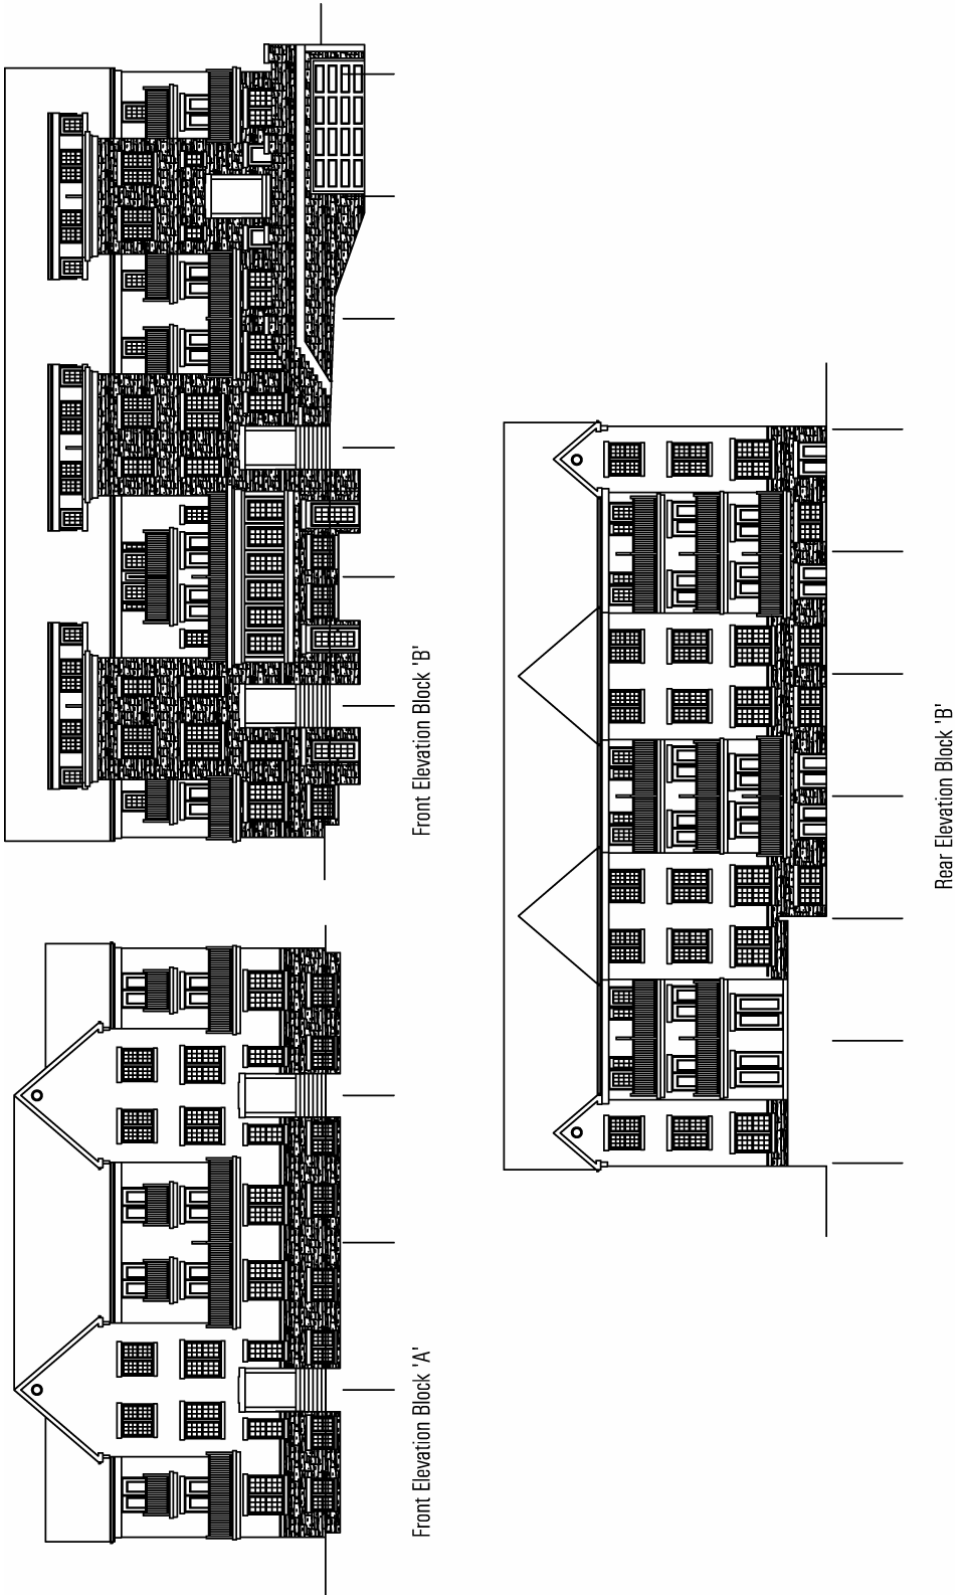 Front Elevation Block 'A'
Front Elevation Block 'B'
Rear Elevation Block 'B'